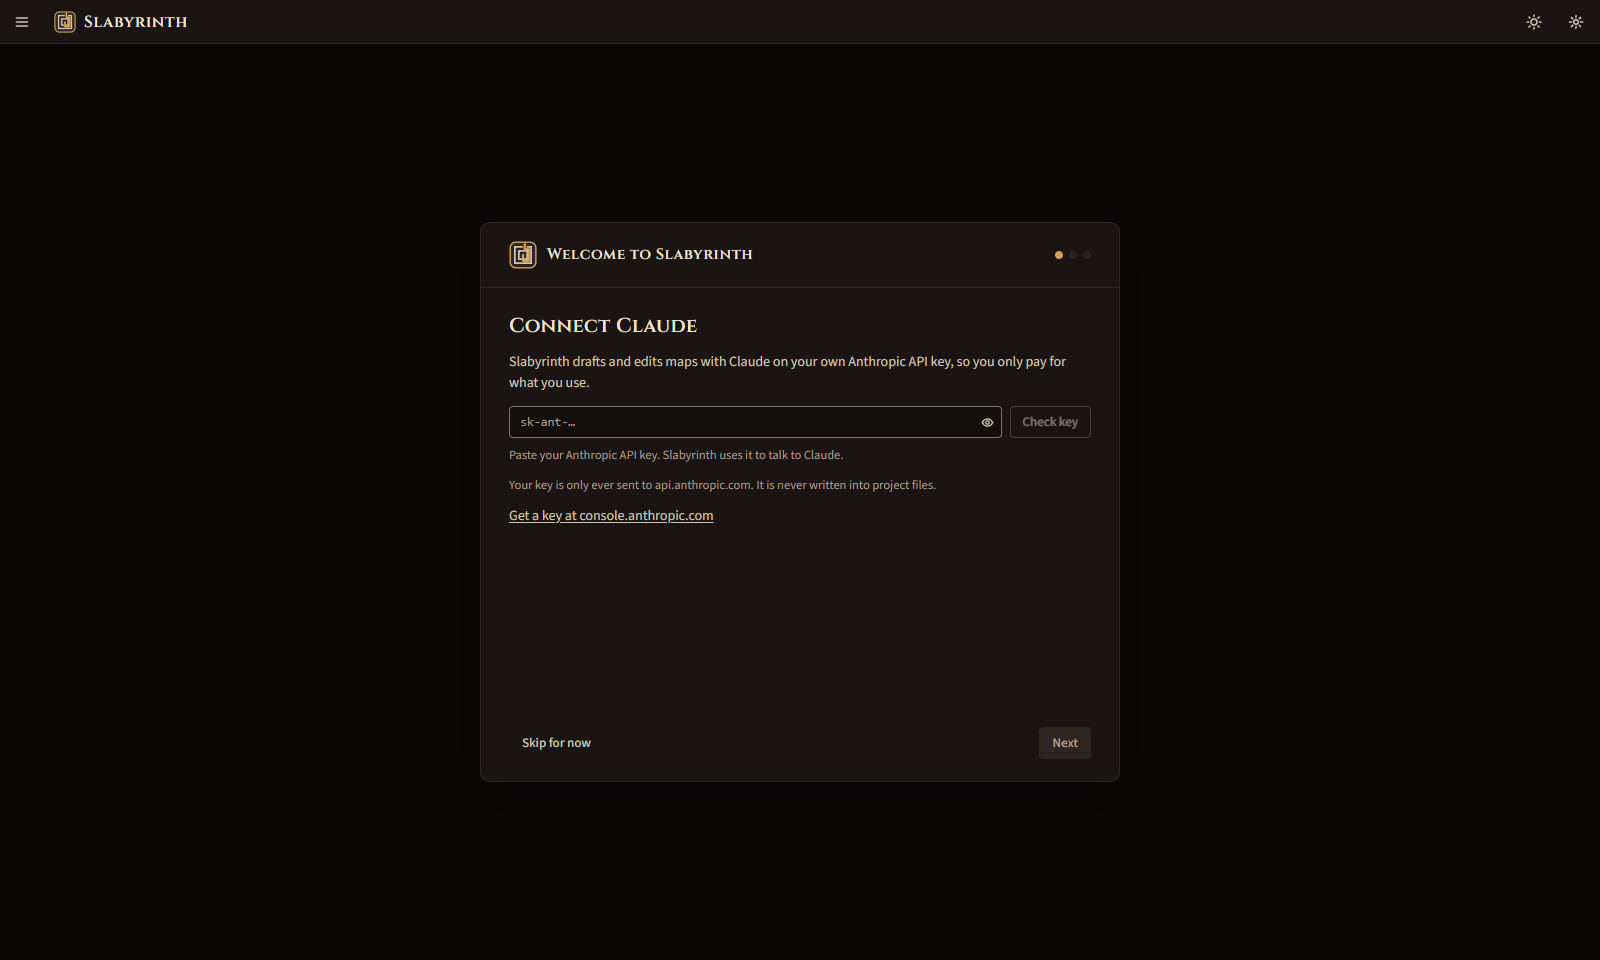 Slabyrinth
Welcome to Slabyrinth
Connect Claude
Slabyrinth drafts and edits maps with Claude on your own Anthropic API key, so you only pay for
what you use.
sk-ant-…
Check key
Paste your Anthropic API key. Slabyrinth uses it to talk to Claude.
Your key is only ever sent to api.anthropic.com. It is never written into project files.
Get a key at console.anthropic.com
Skip for now
Next